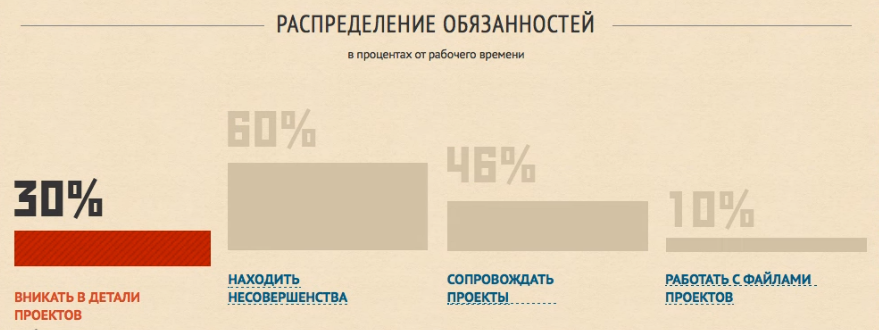 РАСПРЕДЕЛЕНИЕ ОБЯЗАННОСТЕЙ
в процентах от рабочего времени
30%
ВНИКАТЬ В ДЕТАЛИ
ПРОЕКТОВ
60%
НАХОДИТЬ
НЕСОВЕРШЕНСТВА
46%
СОПРОВОЖДАТЬ
ПРОЕКТЫ
10%
РАБОТАТЬ С ФАЙЛАМИ
ПРОЕКТОВ